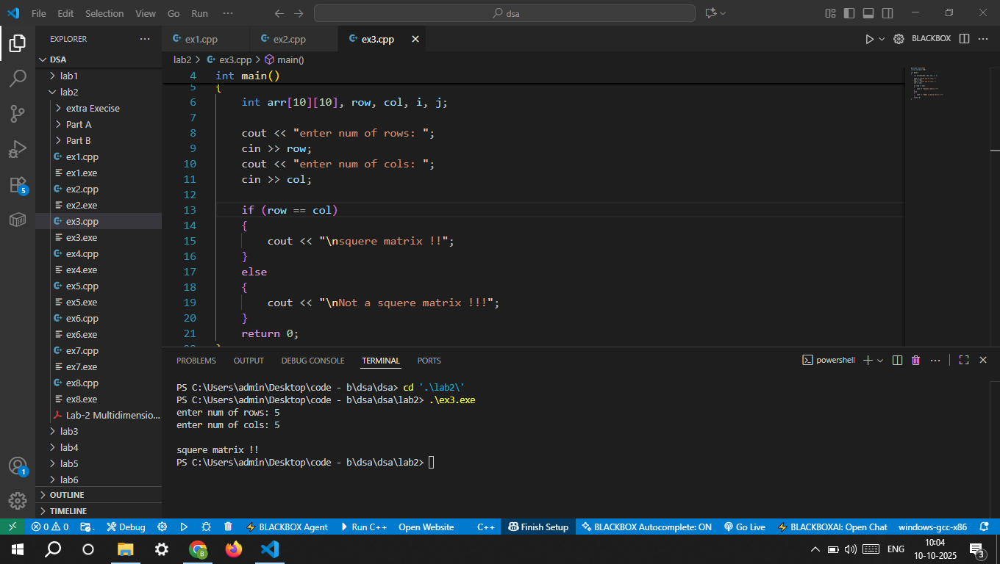 File Edit Selection View Go Run ··· dsa
EXPLORER ···
ex1.cpp ex2.cpp ex3.cpp
BLACKBOX ···
DSA
lab1
lab2
extra Execise
Part A
Part B
ex1.cpp
ex1.exe
ex2.cpp
ex2.exe
ex3.cpp
ex3.exe
ex4.cpp
ex4.exe
ex5.cpp
ex5.exe
ex6.cpp
ex6.exe
ex7.cpp
ex7.exe
ex8.cpp
ex8.exe
Lab-2 Multidimensio...
lab3
lab4
lab5
lab6
OUTLINE
TIMELINE
5
1
lab2 > ex3.cpp > main()
4 int main()
5 {
6 int arr[10][10], row, col, i, j;
7
8 cout << "enter num of rows: ";
9 cin >> row;
10 cout << "enter num of cols: ";
11 cin >> col;
12
13 if (row == col)
14 {
15 cout << "\nsquere matrix !!";
16 }
17 else
18 {
19 cout << "\nNot a squere matrix !!!";
20 }
21 return 0;
PROBLEMS OUTPUT DEBUG CONSOLE TERMINAL PORTS powershell ···
PS C:\Users\admin\Desktop\code - b\dsa\dsa> cd '.\lab2\'
PS C:\Users\admin\Desktop\code - b\dsa\dsa\lab2> .\ex3.exe
enter num of rows: 5
enter num of cols: 5
squere matrix !!
PS C:\Users\admin\Desktop\code - b\dsa\dsa\lab2>
0 0 . Debug BLACKBOX Agent Run C++ Open Website C++ Finish Setup BLACKBOX Autocomplete: ON Go Live BLACKBOXAI: Open Chat windows-gcc-x86
B ENG 10:04
10-10-2025 3